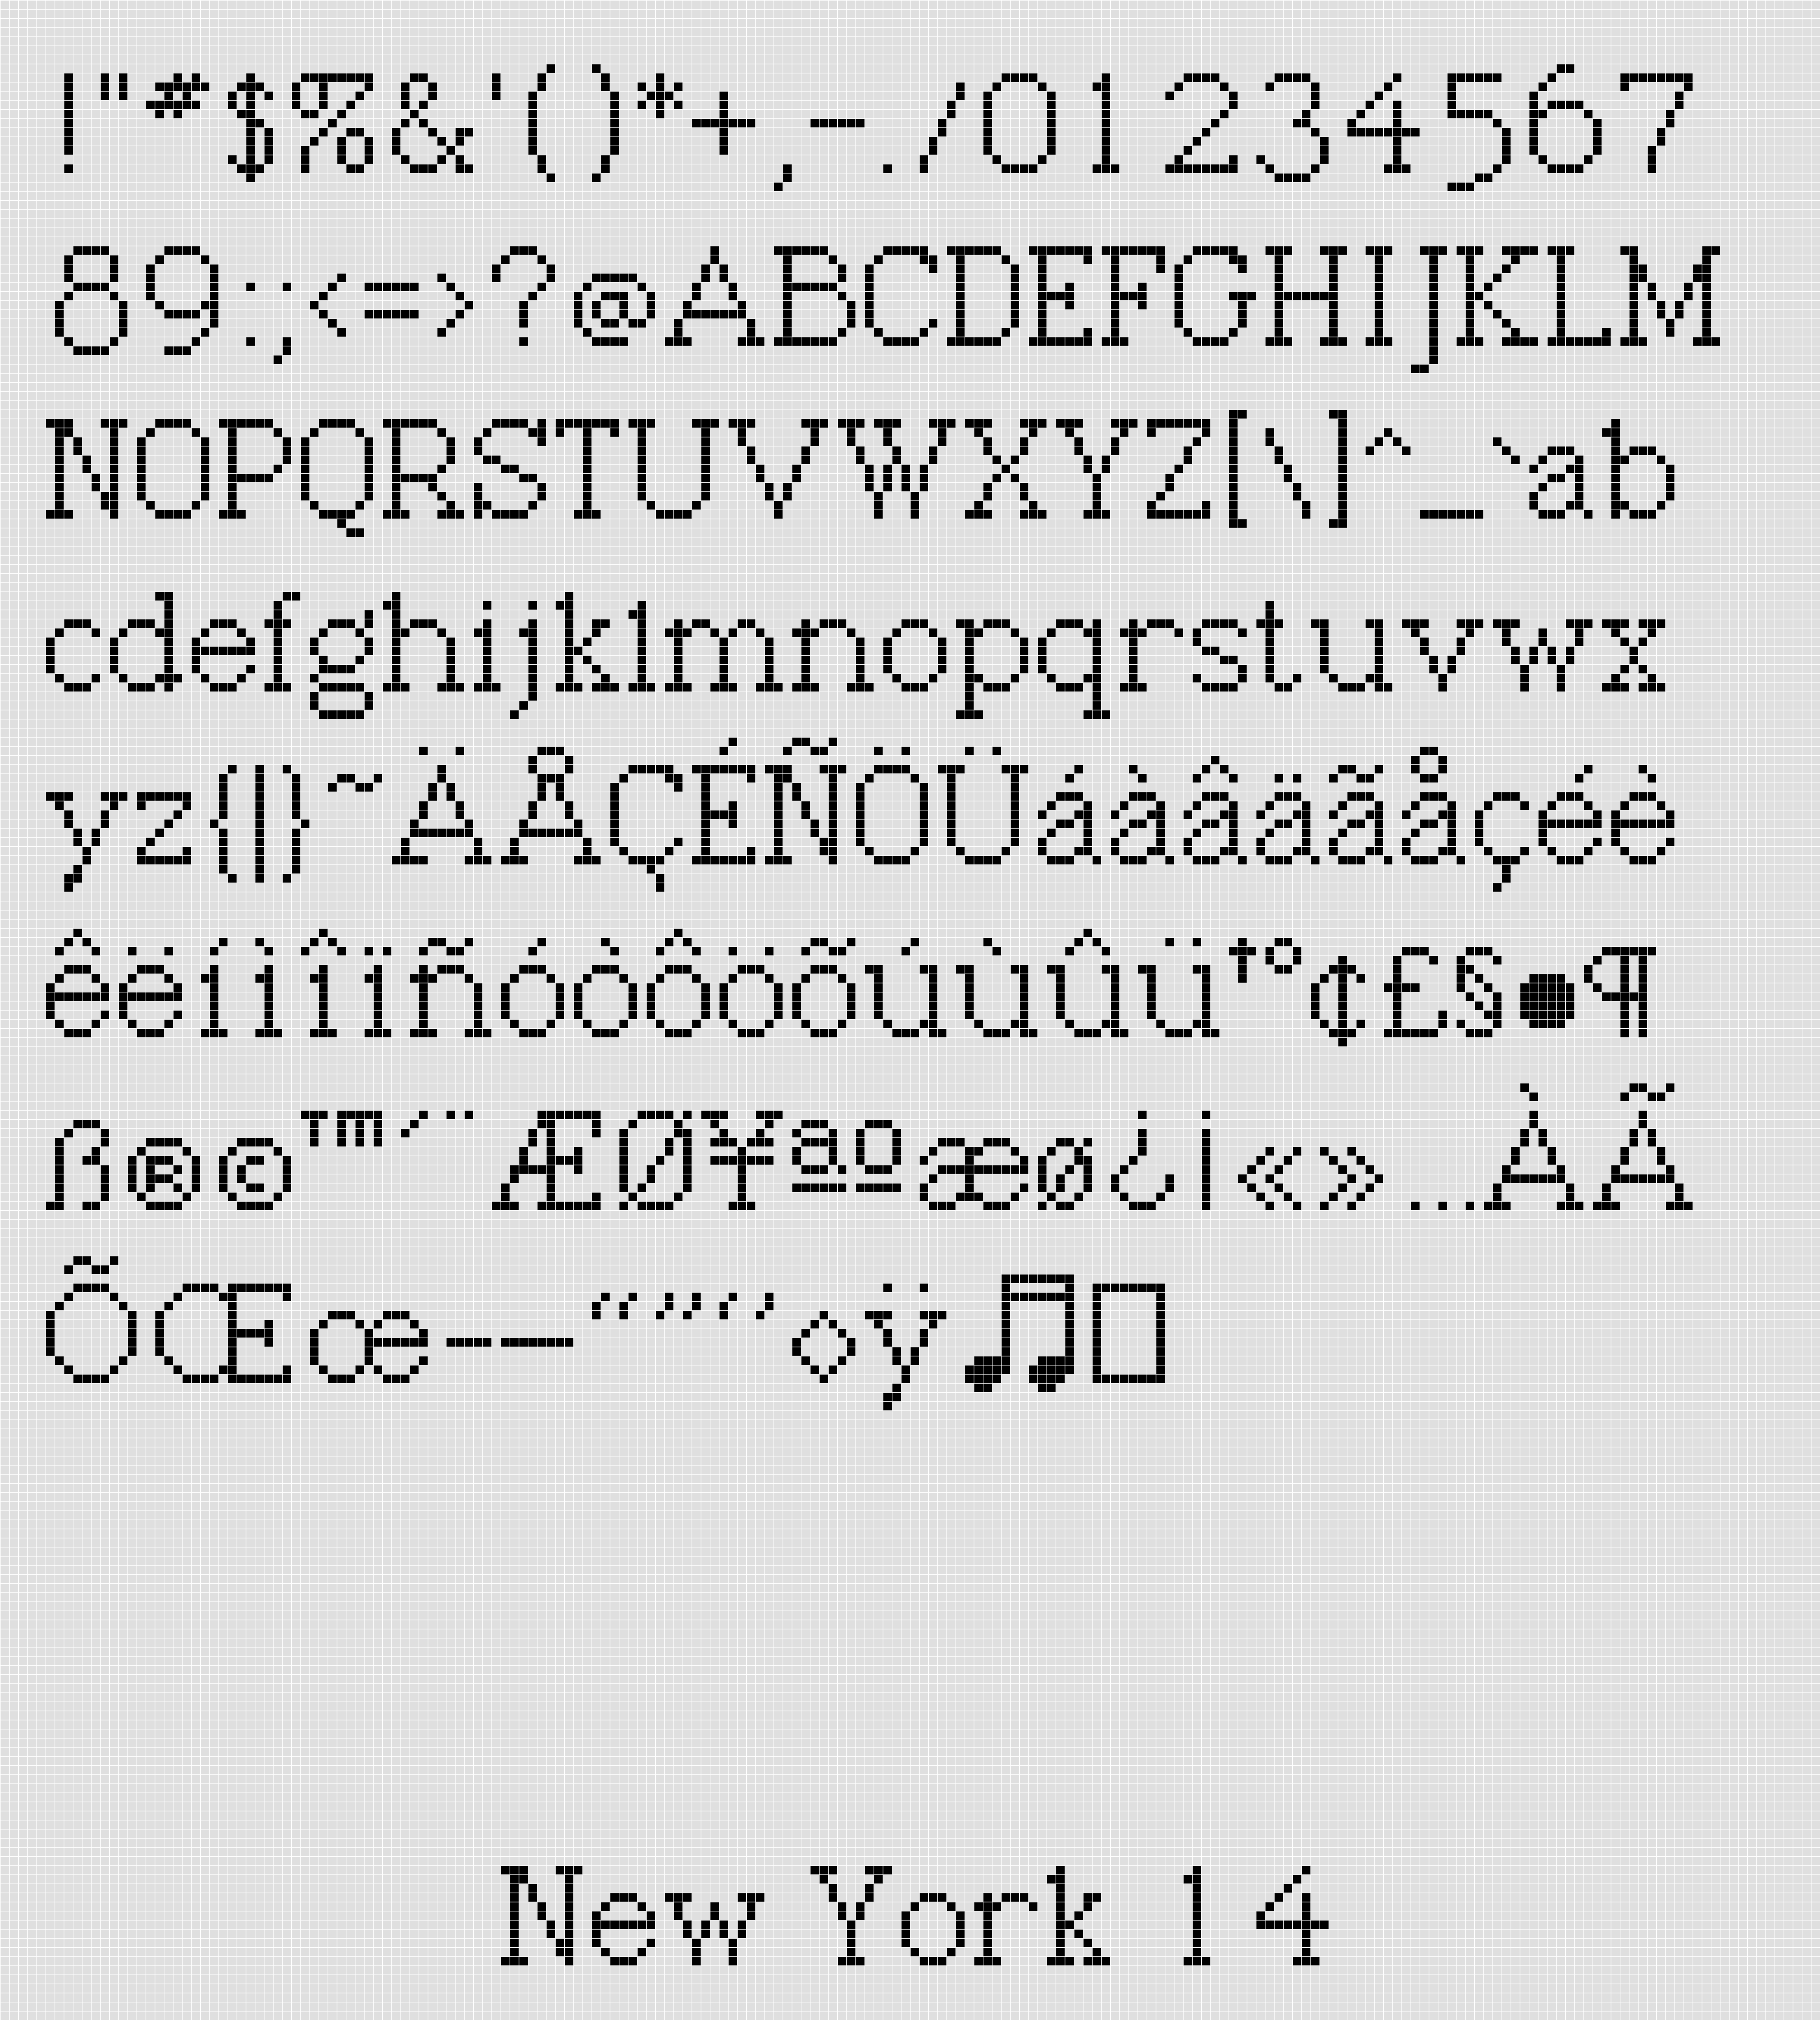 !"#$%&'()*+,-./01234567
89:;<=>?@ABCDEFGHIJKLM
NOPQRSTUVWXYZ[\]^_`ab
cdefghijklmnopqrstuvwx
yz{|}~ÄÅÇÉÑÖÜáàâäãåçéè
êëíìîïñóòôöõúùûü†°¢£§•¶
ß®©™´¨ÆØ¥ªºæø¿¡«»…ÀÃ
ÕŒœ–—“”‘’◊ÿ♫▯
New York 14